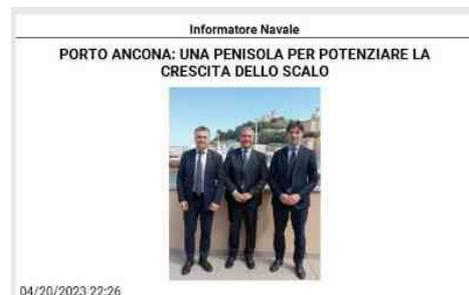 Informatore Navale
PORTO ANCONA: UNA PENISOLA PER POTENZIARE LA
CRESCITA DELLO SCALO
04/20/2023 22:26